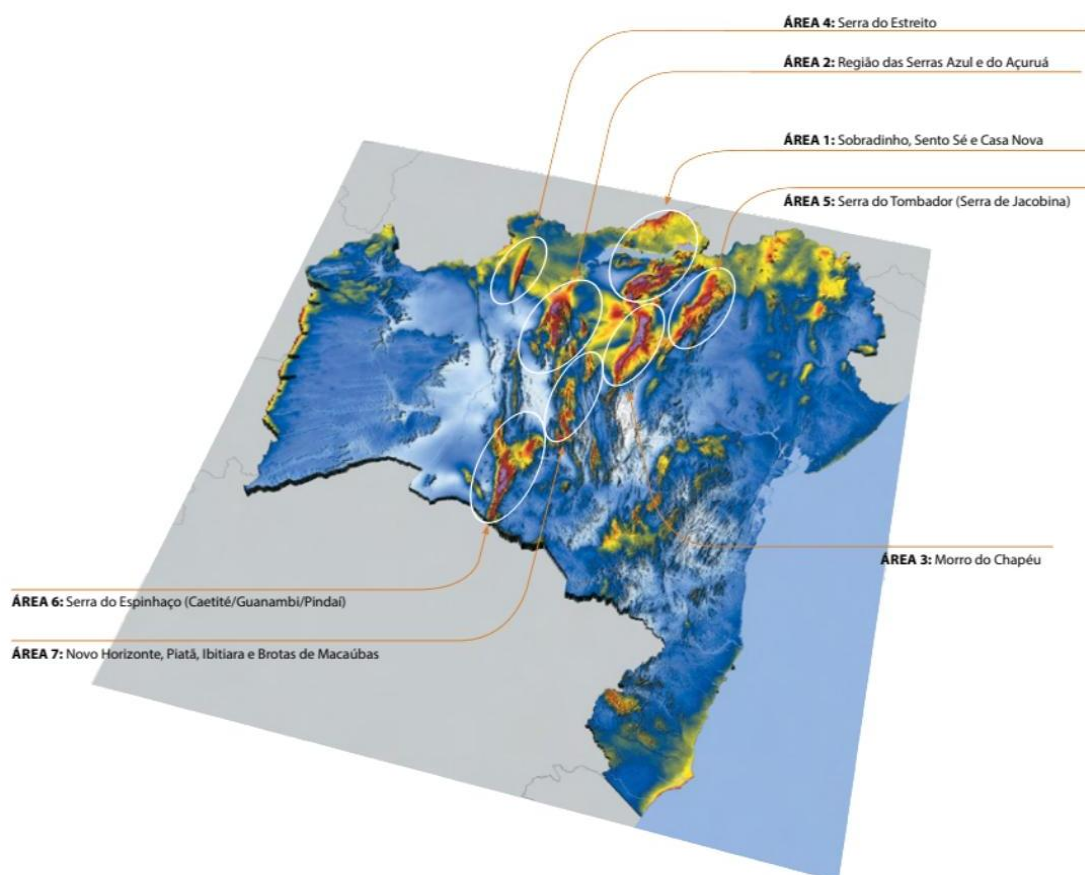 ÁREA 4: Serra do Estreito
ÁREA 2: Região das Serras Azul e do Açuruá
ÁREA 1: Sobradinho, Sento Sé e Casa Nova
ÁREA 5: Serra do Tombador (Serra de Jacobina)
ÁREA 3: Morro do Chapéu
ÁREA 6: Serra do Espinhaço (Caetité/Guanambi/Pindaí)
ÁREA 7: Novo Horizonte, Piatã, Ibitiara e Brotas de Macaúbas